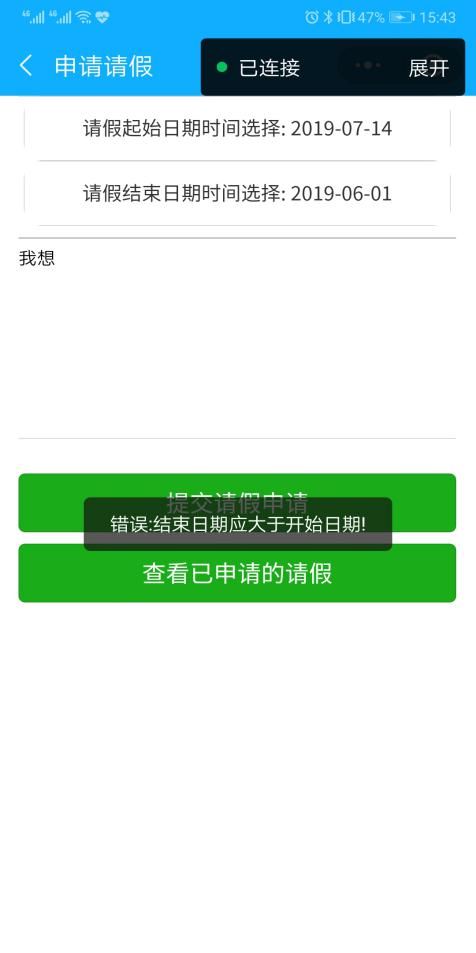 4G 4G 47% 15:43
申请请假
已连接
展开
请假起始日期时间选择: 2019-07-14
请假结束日期时间选择: 2019-06-01
我想
提交请假申请
错误:结束日期应大于开始日期!
查看已申请的请假